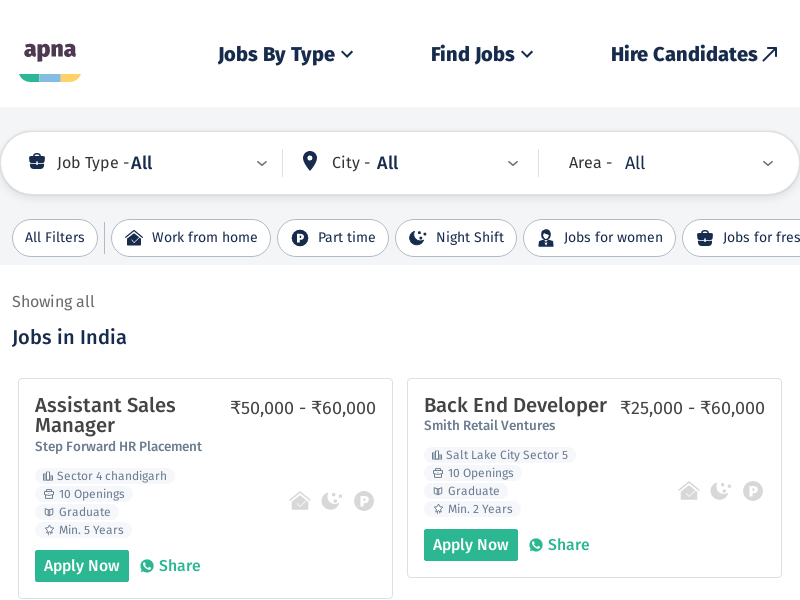 apna
Jobs By Type
Find Jobs
Hire Candidates
Job Type - All
City - All
Area - All
All Filters
Work from home
Part time
Night Shift
Jobs for women
Jobs for fres
Showing all
Jobs in India
Assistant Sales
Manager
₹50,000 - ₹60,000
Step Forward HR Placement
Sector 4 chandigarh
10 Openings
Graduate
Min. 5 Years
Apply Now
Share
Back End Developer
₹25,000 - ₹60,000
Smith Retail Ventures
Salt Lake City Sector 5
10 Openings
Graduate
Min. 2 Years
Apply Now
Share